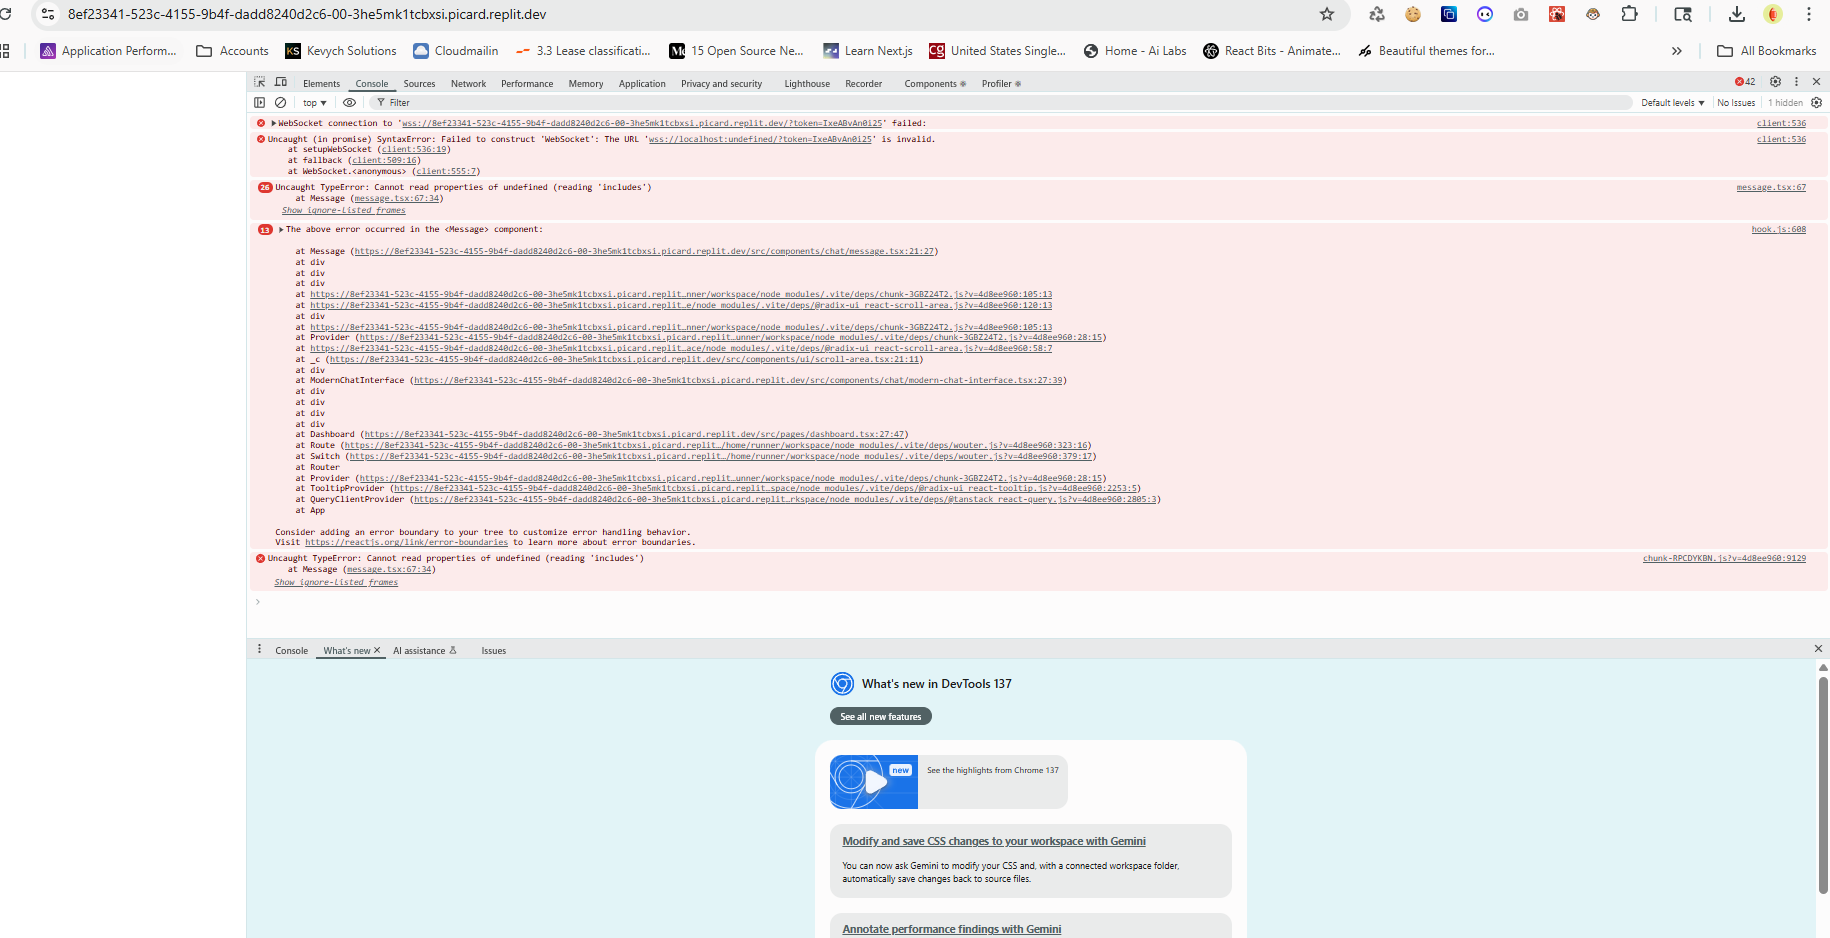 8ef23341-523c-4155-9b4f-dadd8240d2c6-00-3he5mk1tcbxsi.picard.replit.dev
Application Perform...
Accounts
KS Kevych Solutions
Cloudmailin
3.3 Lease classificati...
15 Open Source Ne...
Learn Next.js
cg United States Single...
Home - Ai Labs
React Bits - Animate...
Beautiful themes for...
»
All Bookmarks
Elements Console Sources Network Performance Memory Application Privacy and security Lighthouse Recorder Components Profiler 42
top ▼ Filter Default levels ▼ No Issues 1 hidden
WebSocket connection to 'wss://8ef23341-523c-4155-9b4f-dadd8240d2c6-00-3he5mk1tcbxsi.picard.replit.dev/?token=IxeABvAn0i25' failed: client:536
Uncaught (in promise) SyntaxError: Failed to construct 'WebSocket': The URL 'wss://localhost:undefined/?token=IxeABvAn0i25' is invalid. client:536
at setupWebSocket (client:536:19)
at fallback (client:509:16)
at WebSocket.<anonymous> (client:555:7)
26 Uncaught TypeError: Cannot read properties of undefined (reading 'includes') message.tsx:67
at Message (message.tsx:67:34)
Show ignore-listed frames
13 The above error occurred in the <Message> component: hook.js:608
at Message (https://8ef23341-523c-4155-9b4f-dadd8240d2c6-00-3he5mk1tcbxsi.picard.replit.dev/src/components/chat/message.tsx:21:27)
at div
at div
at div
at https://8ef23341-523c-4155-9b4f-dadd8240d2c6-00-3he5mk1tcbxsi.picard.replit…nner/workspace/node_modules/.vite/deps/chunk-3GBZ24T2.js?v=4d8ee960:105:13
at https://8ef23341-523c-4155-9b4f-dadd8240d2c6-00-3he5mk1tcbxsi.picard.replit…e/node_modules/.vite/deps/@radix-ui_react-scroll-area.js?v=4d8ee960:120:13
at div
at https://8ef23341-523c-4155-9b4f-dadd8240d2c6-00-3he5mk1tcbxsi.picard.replit…nner/workspace/node_modules/.vite/deps/chunk-3GBZ24T2.js?v=4d8ee960:105:13
at Provider (https://8ef23341-523c-4155-9b4f-dadd8240d2c6-00-3he5mk1tcbxsi.picard.replit…unner/workspace/node_modules/.vite/deps/chunk-3GBZ24T2.js?v=4d8ee960:28:15)
at https://8ef23341-523c-4155-9b4f-dadd8240d2c6-00-3he5mk1tcbxsi.picard.replit…ace/node_modules/.vite/deps/@radix-ui_react-scroll-area.js?v=4d8ee960:58:7
at _c (https://8ef23341-523c-4155-9b4f-dadd8240d2c6-00-3he5mk1tcbxsi.picard.replit.dev/src/components/ui/scroll-area.tsx:21:11)
at div
at ModernChatInterface (https://8ef23341-523c-4155-9b4f-dadd8240d2c6-00-3he5mk1tcbxsi.picard.replit.dev/src/components/chat/modern-chat-interface.tsx:27:39)
at div
at div
at div
at div
at Dashboard (https://8ef23341-523c-4155-9b4f-dadd8240d2c6-00-3he5mk1tcbxsi.picard.replit.dev/src/pages/dashboard.tsx:27:47)
at Route (https://8ef23341-523c-4155-9b4f-dadd8240d2c6-00-3he5mk1tcbxsi.picard.replit…/home/runner/workspace/node_modules/.vite/deps/wouter.js?v=4d8ee960:323:16)
at Switch (https://8ef23341-523c-4155-9b4f-dadd8240d2c6-00-3he5mk1tcbxsi.picard.replit…/home/runner/workspace/node_modules/.vite/deps/wouter.js?v=4d8ee960:379:17)
at Router
at Provider (https://8ef23341-523c-4155-9b4f-dadd8240d2c6-00-3he5mk1tcbxsi.picard.replit…unner/workspace/node_modules/.vite/deps/chunk-3GBZ24T2.js?v=4d8ee960:28:15)
at TooltipProvider (https://8ef23341-523c-4155-9b4f-dadd8240d2c6-00-3he5mk1tcbxsi.picard.replit…space/node_modules/.vite/deps/@radix-ui_react-tooltip.js?v=4d8ee960:2253:5)
at QueryClientProvider (https://8ef23341-523c-4155-9b4f-dadd8240d2c6-00-3he5mk1tcbxsi.picard.replit…rkspace/node_modules/.vite/deps/@tanstack_react-query.js?v=4d8ee960:2805:3)
at App
Consider adding an error boundary to your tree to customize error handling behavior.
Visit https://reactjs.org/link/error-boundaries to learn more about error boundaries.
Uncaught TypeError: Cannot read properties of undefined (reading 'includes') chunk-RPCDYKBN.js?v=4d8ee960:9129
at Message (message.tsx:67:34)
Show ignore-listed frames
Console What's new AI assistance Issues
What's new in DevTools 137
See all new features
new
See the highlights from Chrome 137
Modify and save CSS changes to your workspace with Gemini
You can now ask Gemini to modify your CSS and, with a connected workspace folder,
automatically save changes back to source files.
Annotate performance findings with Gemini